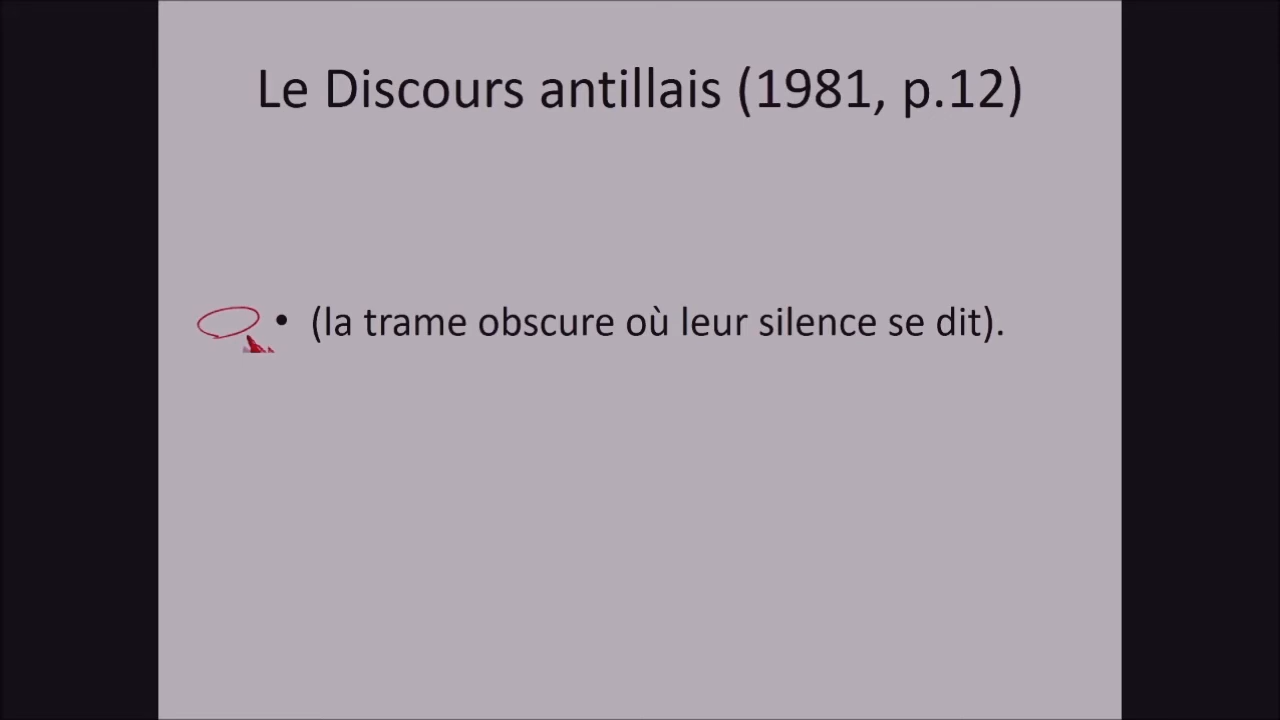 Le Discours antillais (1981, p.12)
• (la trame obscure où leur silence se dit).